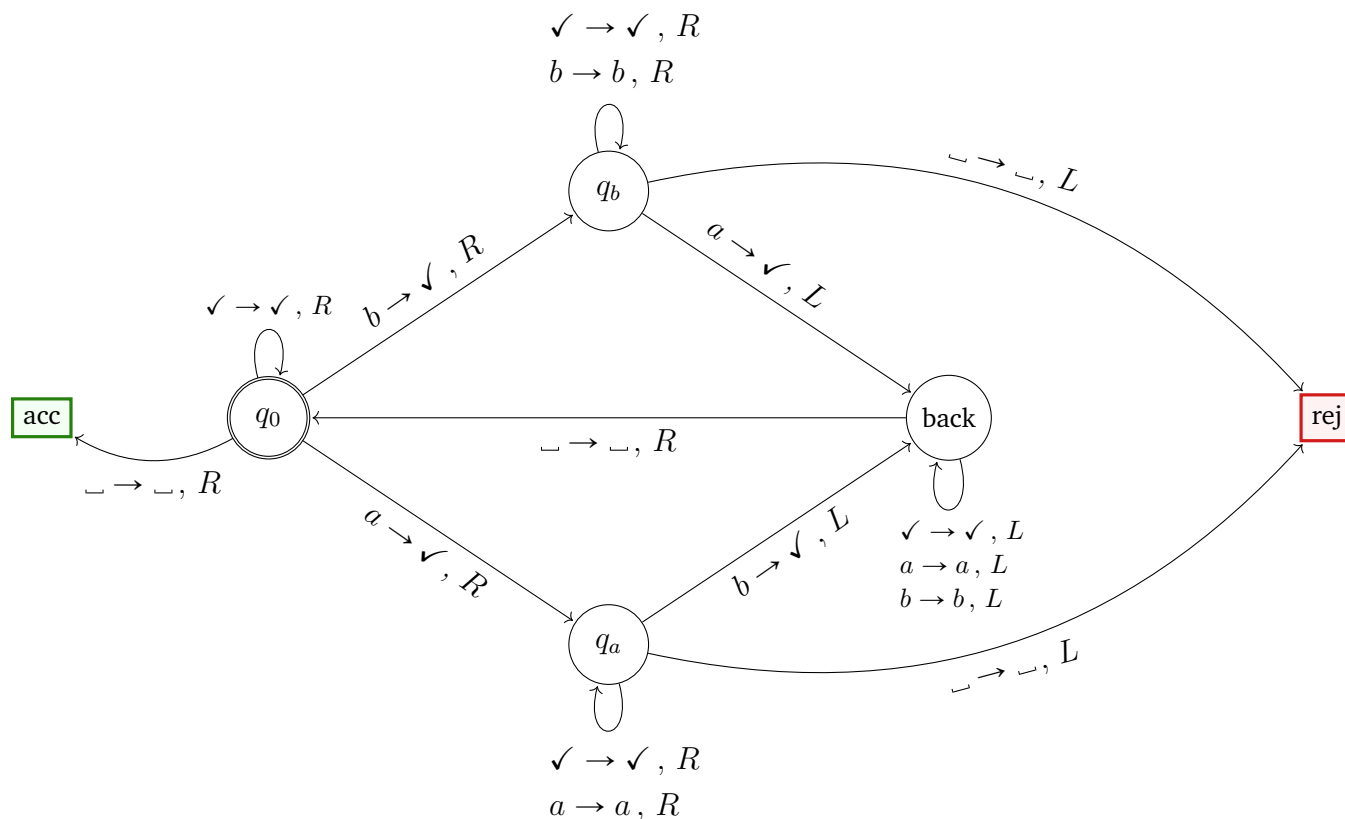 ✓ → ✓, R
b → b, R
q_b
␣ → ␣, L
b → ✓, R
a → ✓, L
✓ → ✓, R
acc
q_0
back
rej
␣ → ␣, R
␣ → ␣, R
a → ✓, R
b → ✓, L
✓ → ✓, L
a → a, L
b → b, L
q_a
␣ → ␣, L
✓ → ✓, R
a → a, R